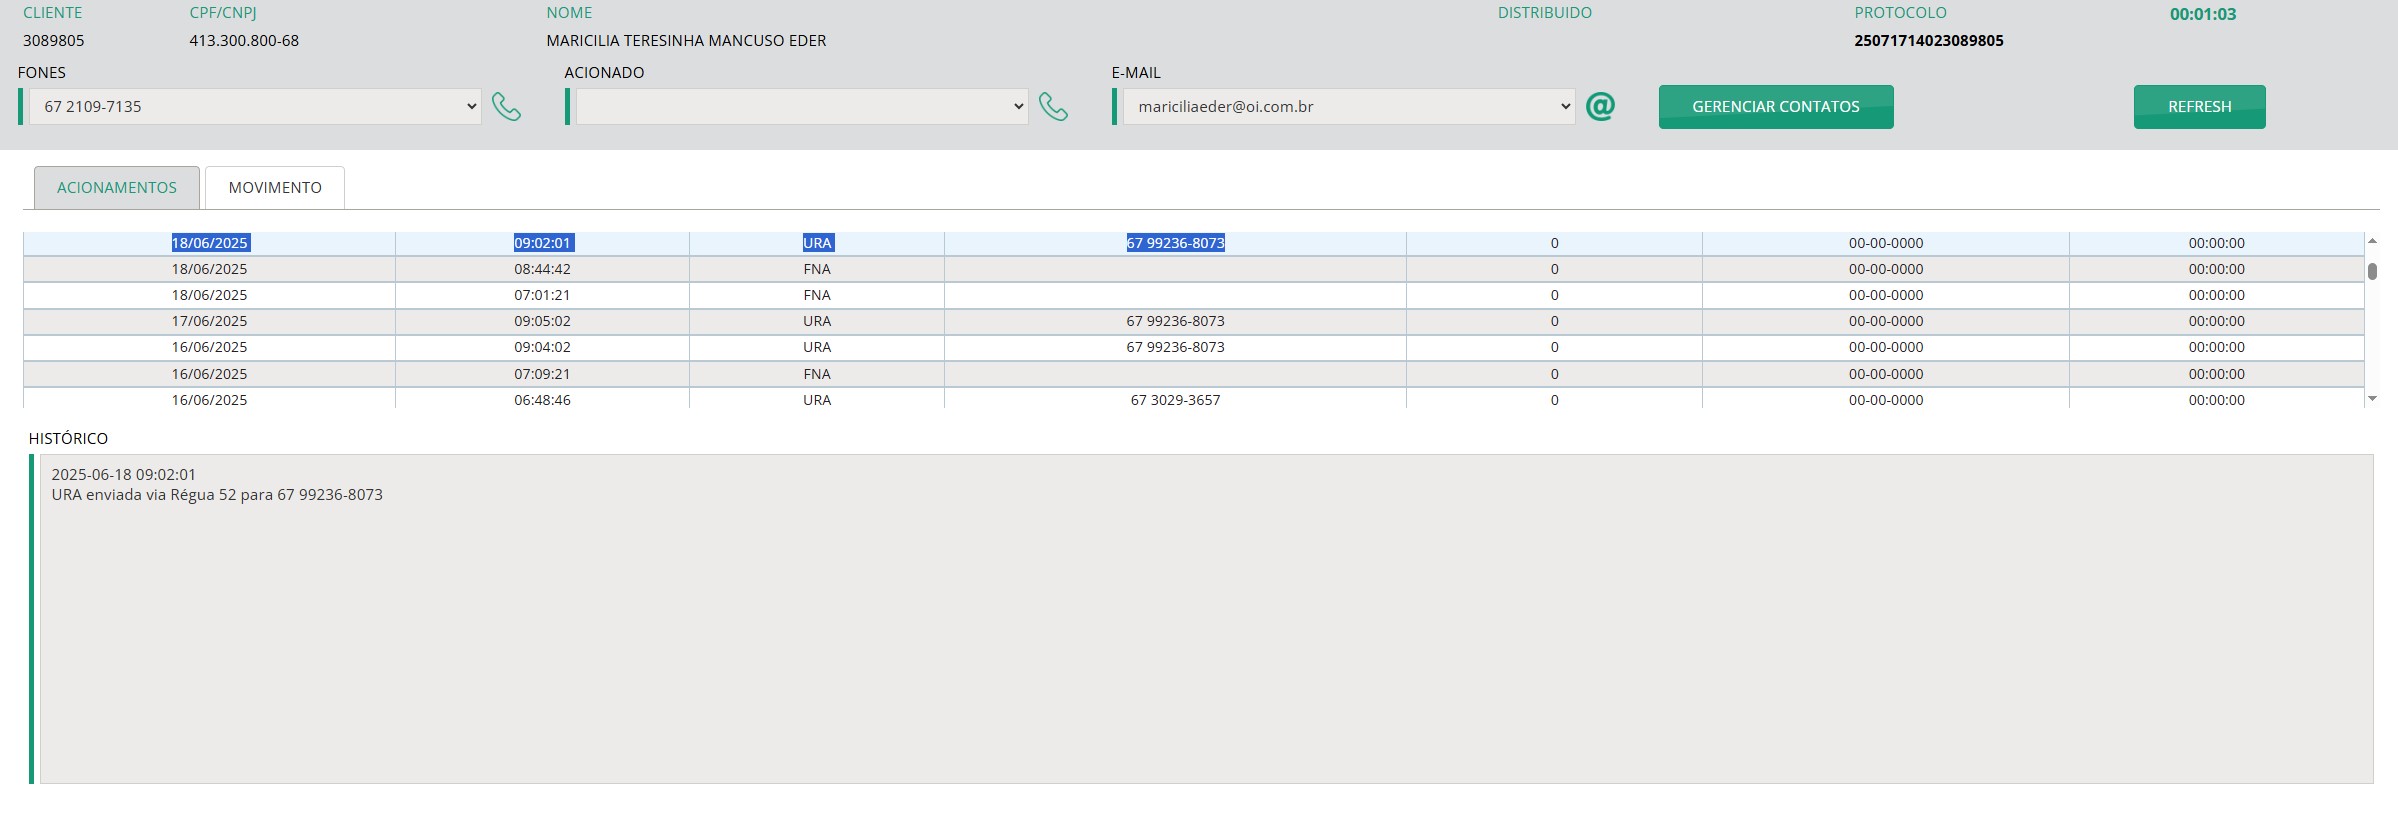 CLIENTE CPF/CNPJ NOME DISTRIBUIDO PROTOCOLO 00:01:03
3089805 413.300.800-68 MARICILIA TERESINHA MANCUSO EDER 25071714023089805
FONES ACIONADO E-MAIL
67 2109-7135 mariciliaeder@oi.com.br @ GERENCIAR CONTATOS REFRESH
ACIONAMENTOS MOVIMENTO
18/06/2025 09:02:01 URA 67 99236-8073 0 00-00-0000 00:00:00
18/06/2025 08:44:42 FNA 0 00-00-0000 00:00:00
18/06/2025 07:01:21 FNA 0 00-00-0000 00:00:00
17/06/2025 09:05:02 URA 67 99236-8073 0 00-00-0000 00:00:00
16/06/2025 09:04:02 URA 67 99236-8073 0 00-00-0000 00:00:00
16/06/2025 07:09:21 FNA 0 00-00-0000 00:00:00
16/06/2025 06:48:46 URA 67 3029-3657 0 00-00-0000 00:00:00
HISTÓRICO
2025-06-18 09:02:01
URA enviada via Régua 52 para 67 99236-8073